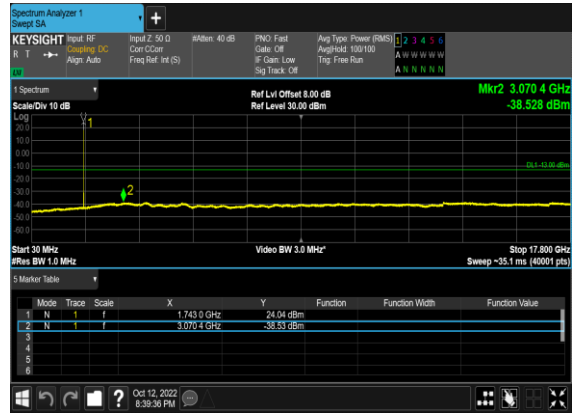 Spectrum Analyzer 1
Swept SA
+
KEYSIGHT Input: RF Input Z: 50 Ω #Atten: 40 dB PNO: Fast Avg Type: Power (RMS) 1 2 3 4 5 6
R T Coupling: DC Corr CCorr Gate: Off Avg|Hold: 100/100 A W W W W W
Align: Auto Freq Ref: Int (S) IF Gain: Low Trig: Free Run A N N N N N
Sig Track: Off
1 Spectrum Ref Lvl Offset 8.00 dB Mkr2 3.070 4 GHz
Scale/Div 10 dB Ref Level 30.00 dBm -38.528 dBm
Log
20.0
10.0
0.00
-10.0
-20.0
-30.0
-40.0
-50.0
-60.0
1
2
DL1 -13.00 dBm
Start 30 MHz Video BW 3.0 MHz* Stop 17.800 GHz
#Res BW 1.0 MHz Sweep ~35.1 ms (40001 pts)
5 Marker Table
Mode Trace Scale X Y Function Function Width Function Value
1 N 1 f 1.743 0 GHz 24.04 dBm
2 N 1 f 3.070 4 GHz -38.53 dBm
3
4
5
6
? Oct 12, 2022
8:39:36 PM